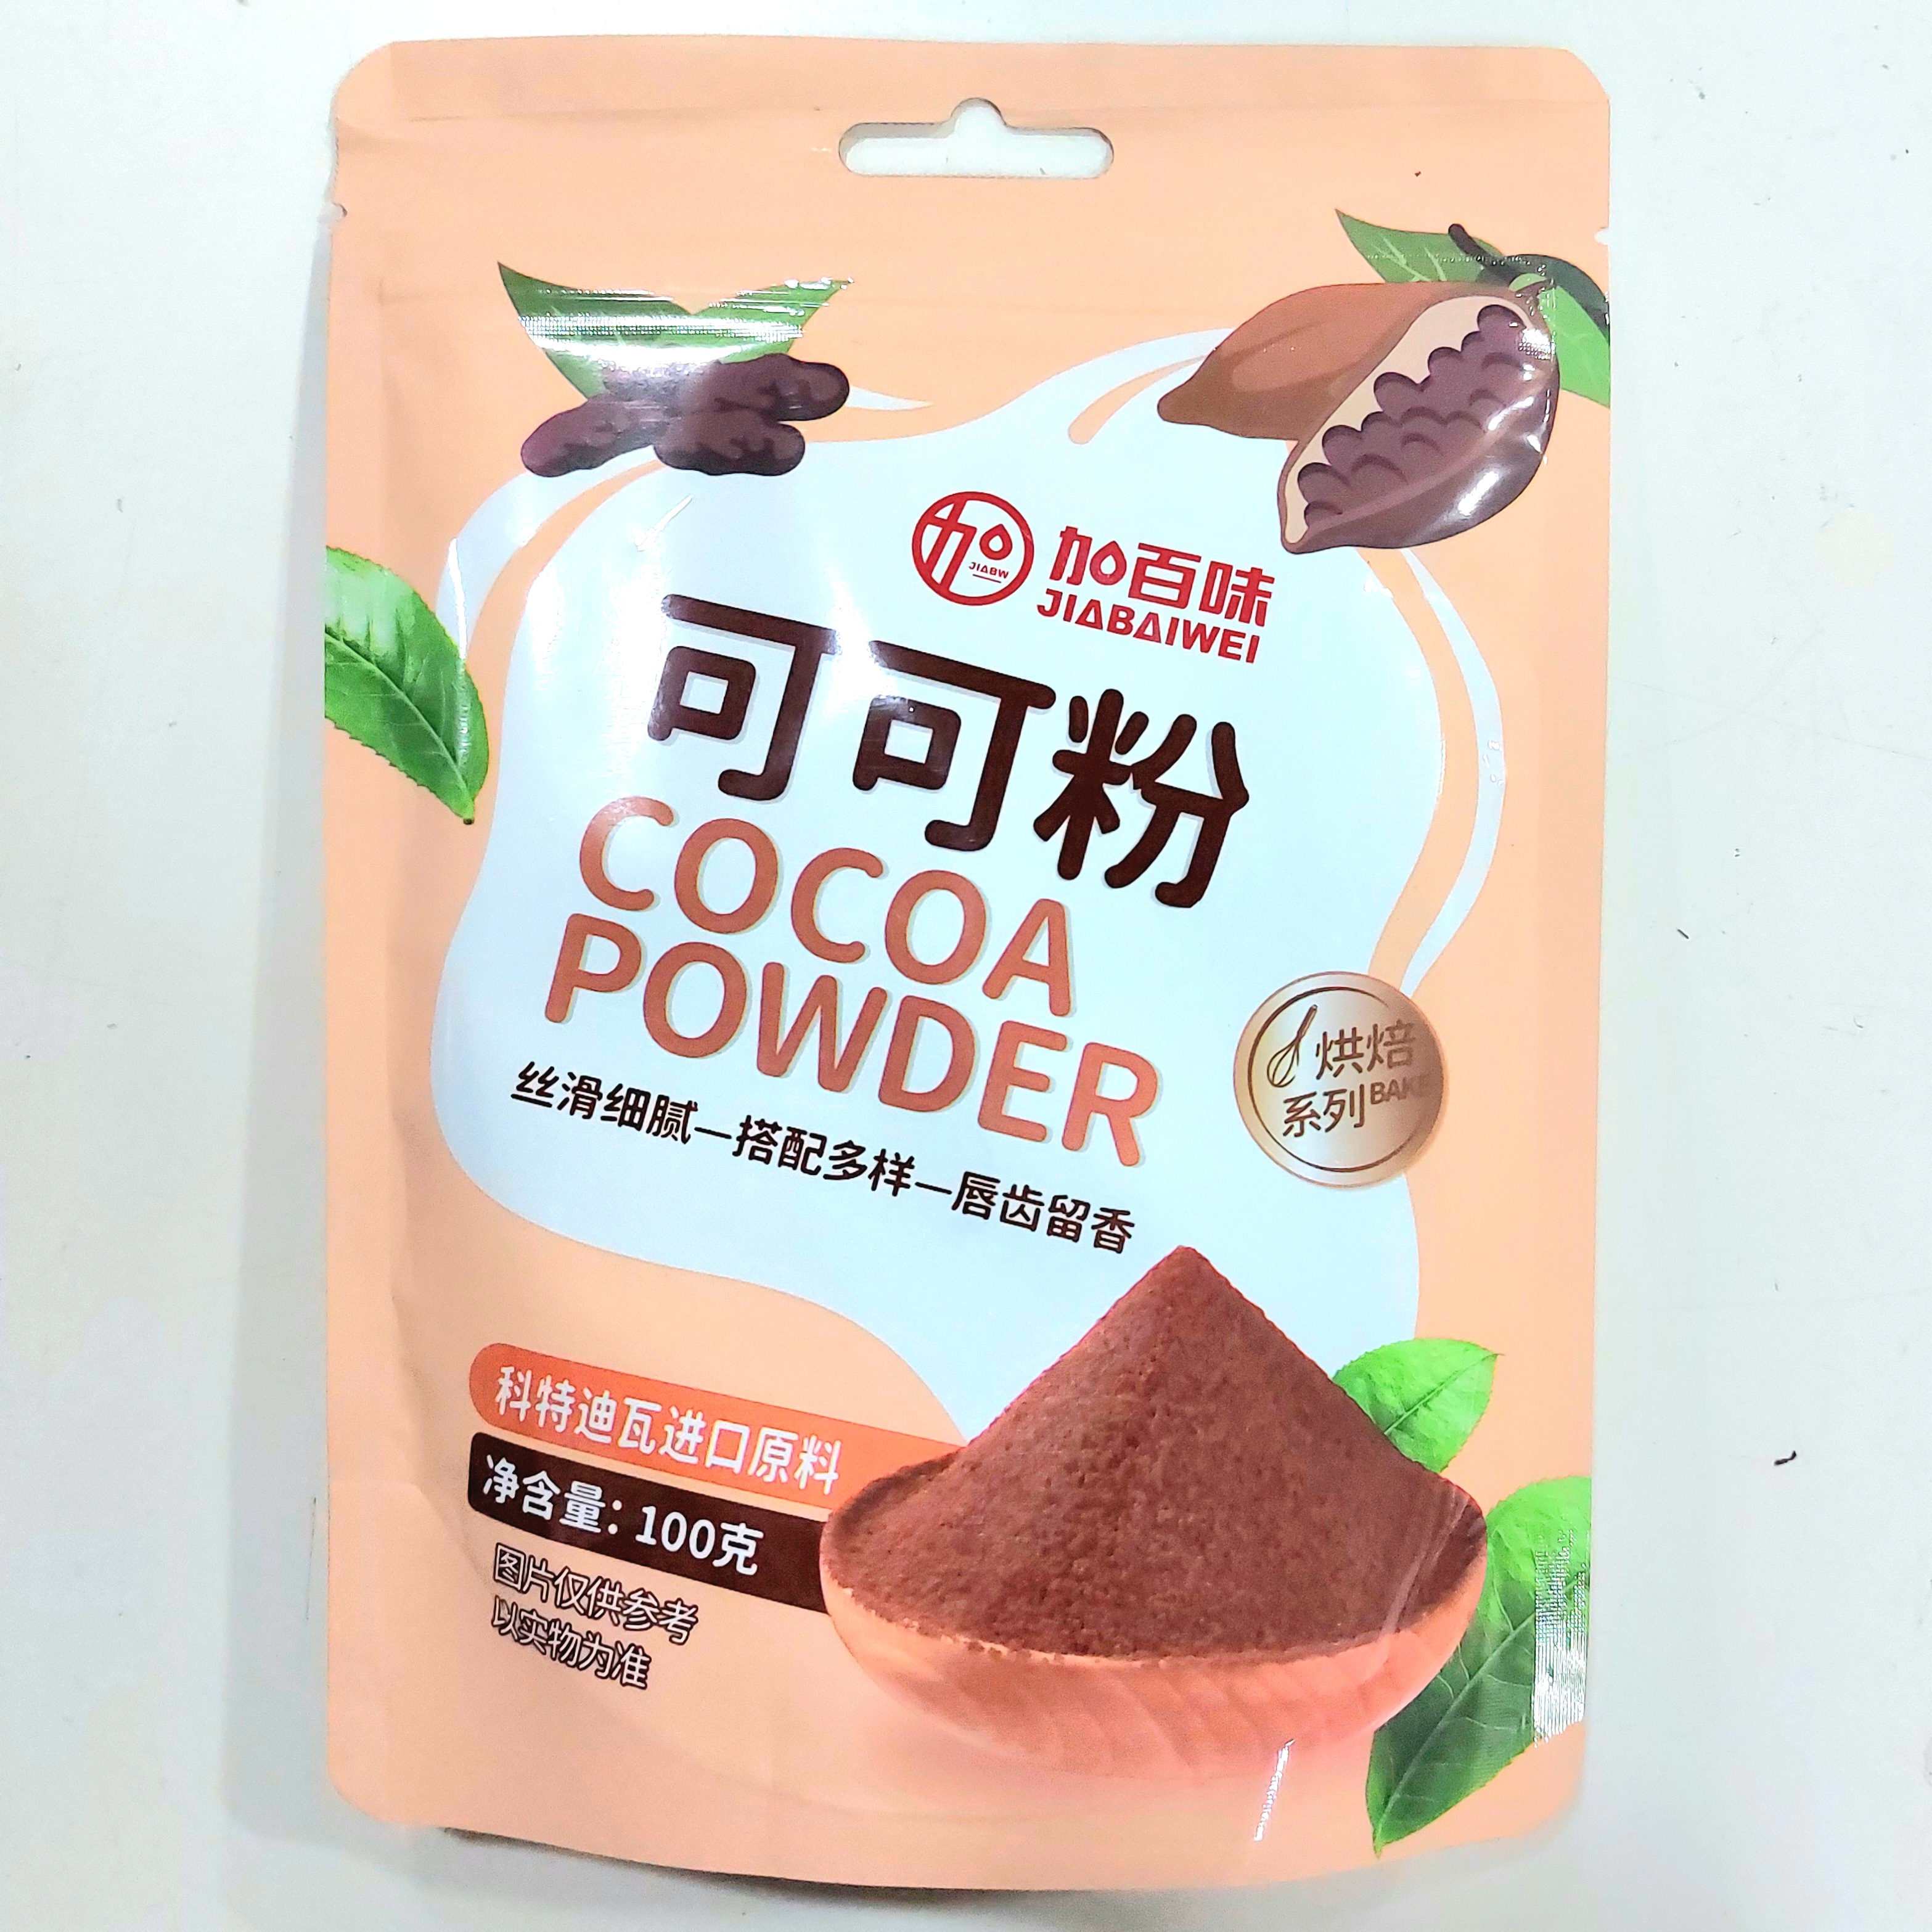 加 JIABW
加百味
JIABAIWEI
可可粉
COCOA
POWDER
丝滑细腻—搭配多样—唇齿留香
烘焙
系列 BAKE
科特迪瓦进口原料
净含量：100克
图片仅供参考
以实物为准